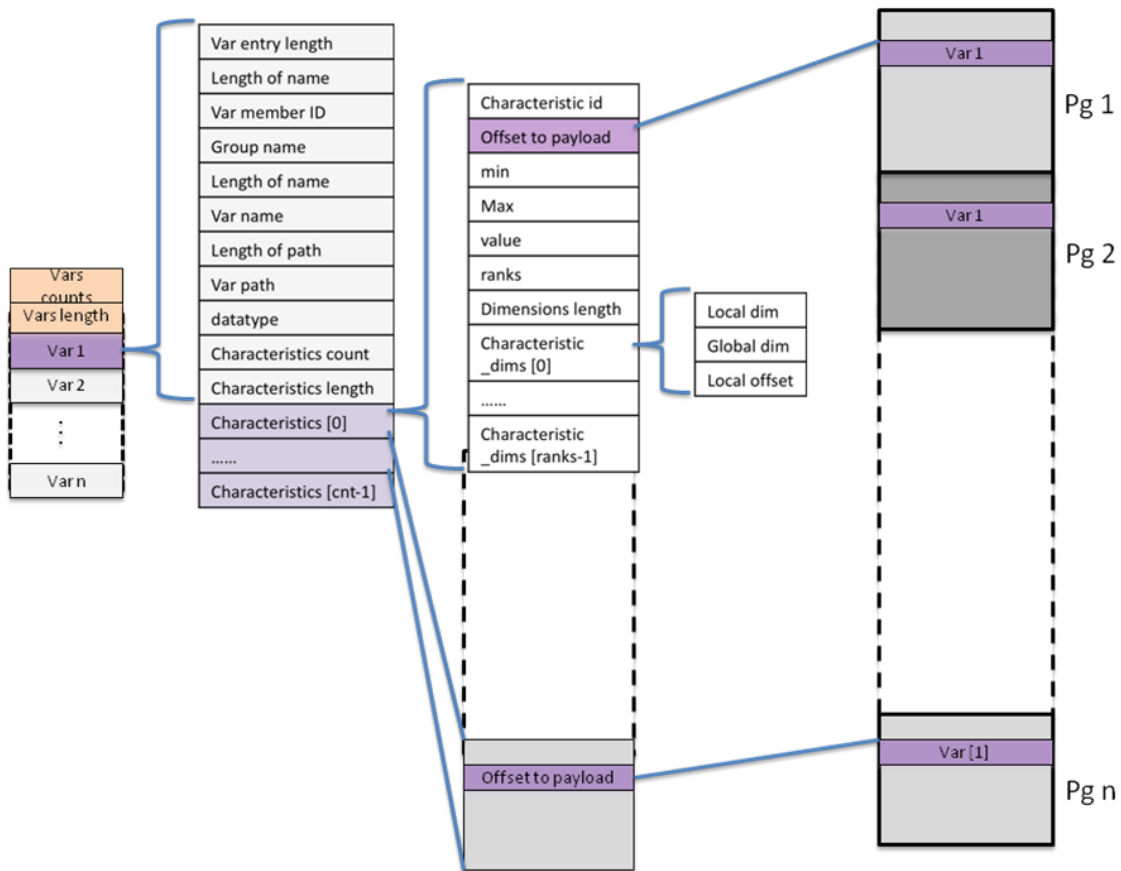 Vars
counts
Vars length
Var 1
Var 2
⋮
Var n
Var entry length
Length of name
Var member ID
Group name
Length of name
Var name
Length of path
Var path
datatype
Characteristics count
Characteristics length
Characteristics [0]
......
Characteristics [cnt-1]
Characteristic id
Offset to payload
min
Max
value
ranks
Dimensions length
Characteristic
_dims [0]
......
Characteristic
_dims [ranks-1]
Local dim
Global dim
Local offset
Offset to payload
Var 1
Pg 1
Var 1
Pg 2
Var [1]
Pg n